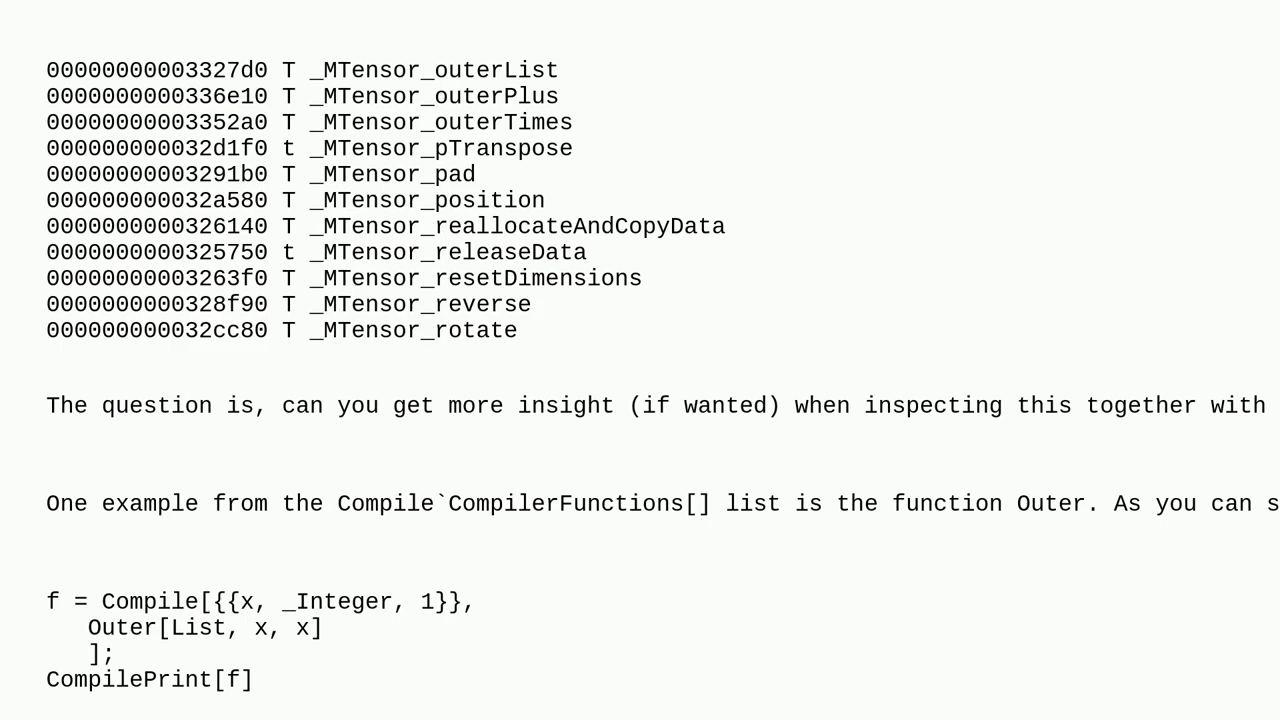 00000000003327d0 T _MTensor_outerList
0000000000336e10 T _MTensor_outerPlus
00000000003352a0 T _MTensor_outerTimes
000000000032d1f0 t _MTensor_pTranspose
00000000003291b0 T _MTensor_pad
000000000032a580 T _MTensor_position
0000000000326140 T _MTensor_reallocateAndCopyData
0000000000325750 t _MTensor_releaseData
00000000003263f0 T _MTensor_resetDimensions
0000000000328f90 T _MTensor_reverse
000000000032cc80 T _MTensor_rotate
The question is, can you get more insight (if wanted) when inspecting this together with
One example from the Compile`CompilerFunctions[] list is the function Outer. As you can s
f = Compile[{{x, _Integer, 1}},
   Outer[List, x, x]
   ];
CompilePrint[f]